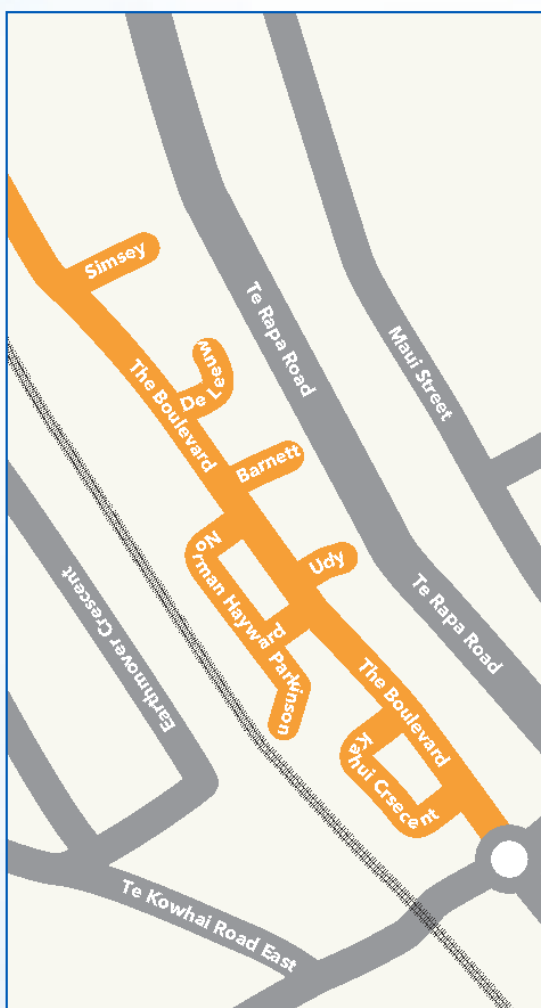 Simsey
Te Rapa Road
Maui Street
De Leeuw
The Boulevard
Barnett
Norman Hayward
Udy
Earthmover Crescent
Te Rapa Road
Parkinson
The Boulevard
Kahui Crsecent
Te Kowhai Road East